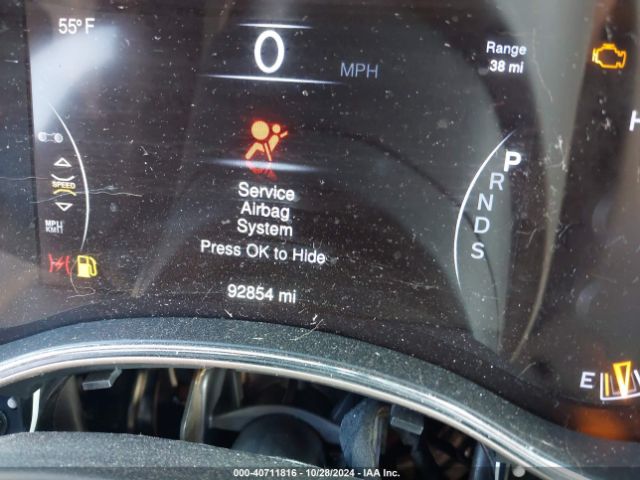 55° F
0
MPH
Range
38 mi
H
P
R
N
D
S
SPEED
MPH
KM/H
Service
Airbag
System
Press OK to Hide
92854 mi
E
000-40711816 | 10/28/2024 | IAA Inc.